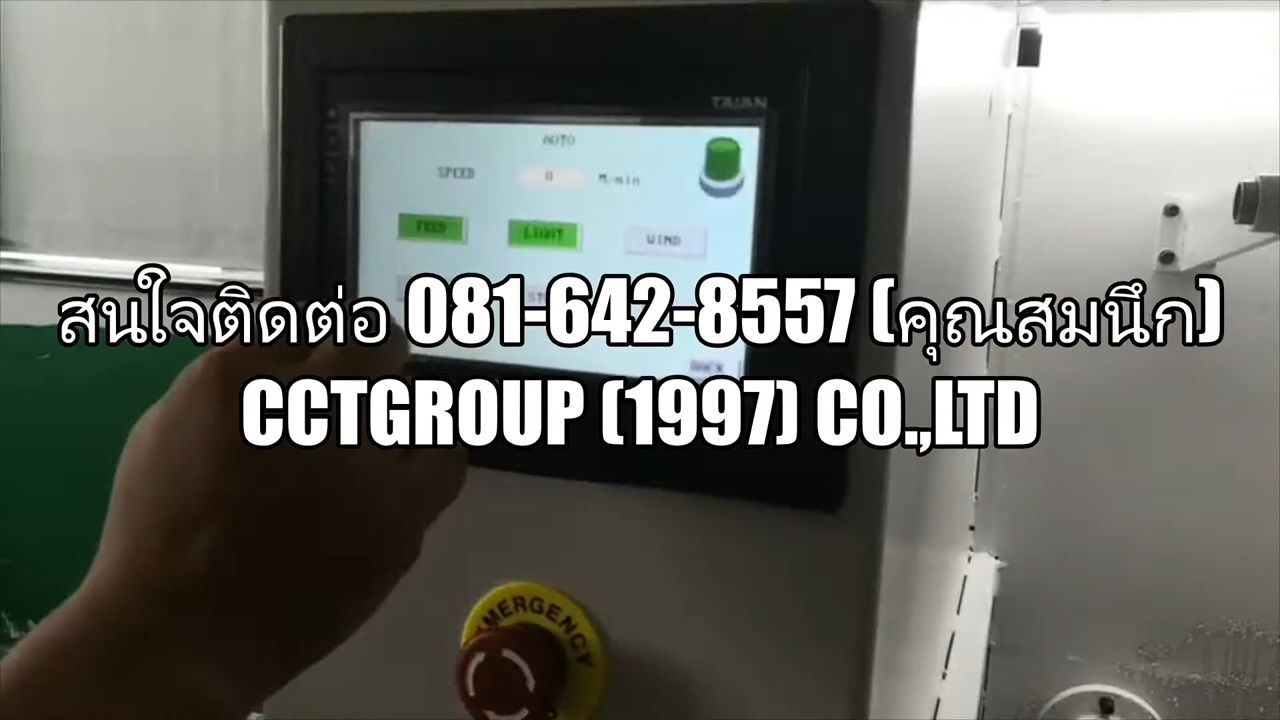 TAIAN
AUTO
SPEED 0 M/min
FEED LIGHT WIND
สนใจติดต่อ 081-642-8557 (คุณสมนึก)
BACK
CCTGROUP (1997) CO.,LTD
EMERGENCY